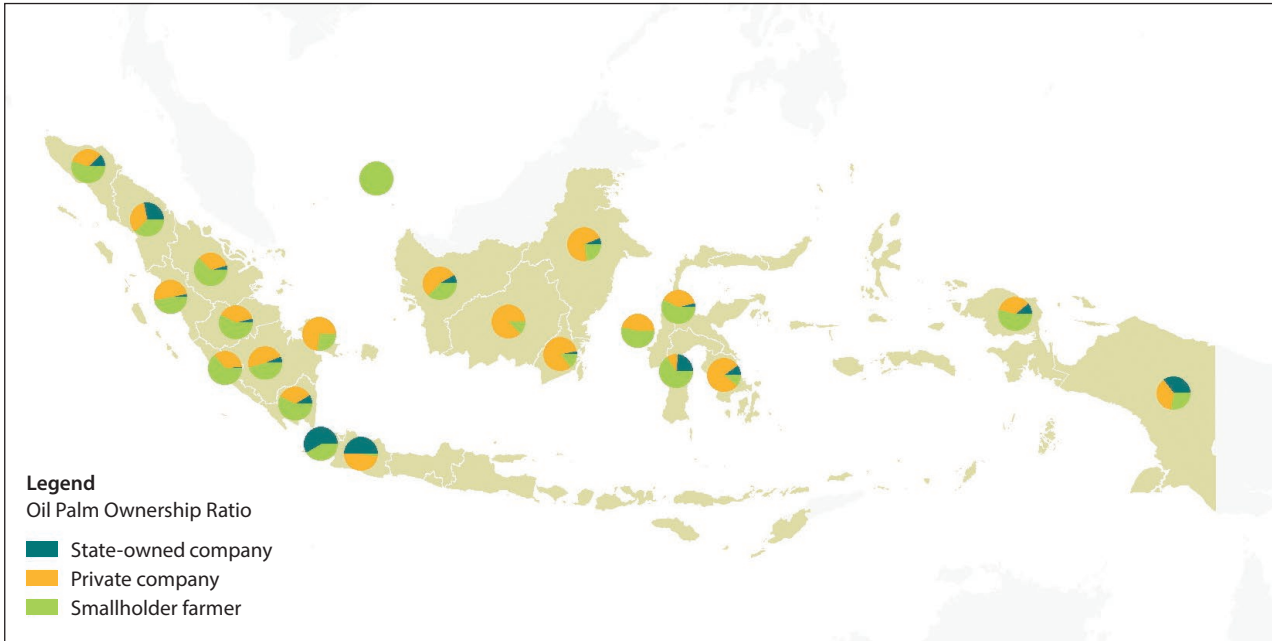 Legend
Oil Palm Ownership Ratio
State-owned company
Private company
Smallholder farmer